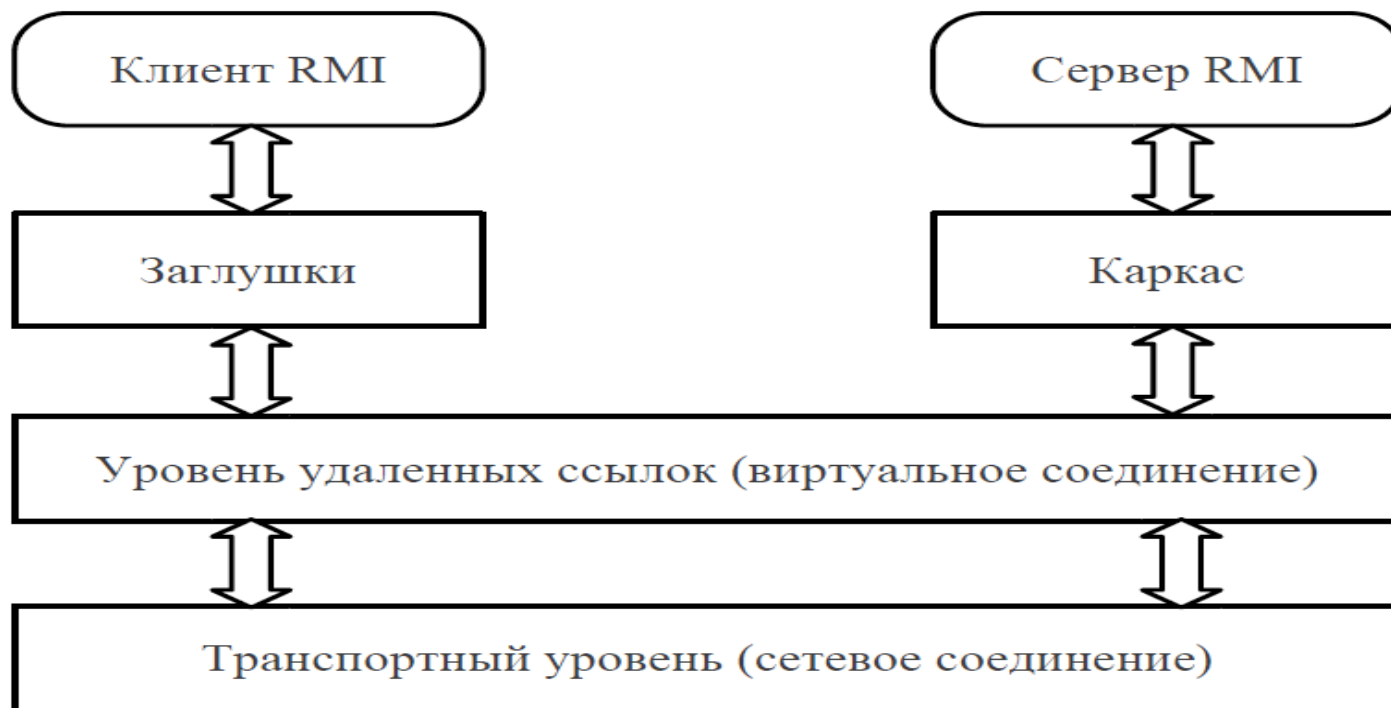 Клиент RMI
Сервер RMI
Заглушки
Каркас
Уровень удаленных ссылок (виртуальное соединение)
Транспортный уровень (сетевое соединение)